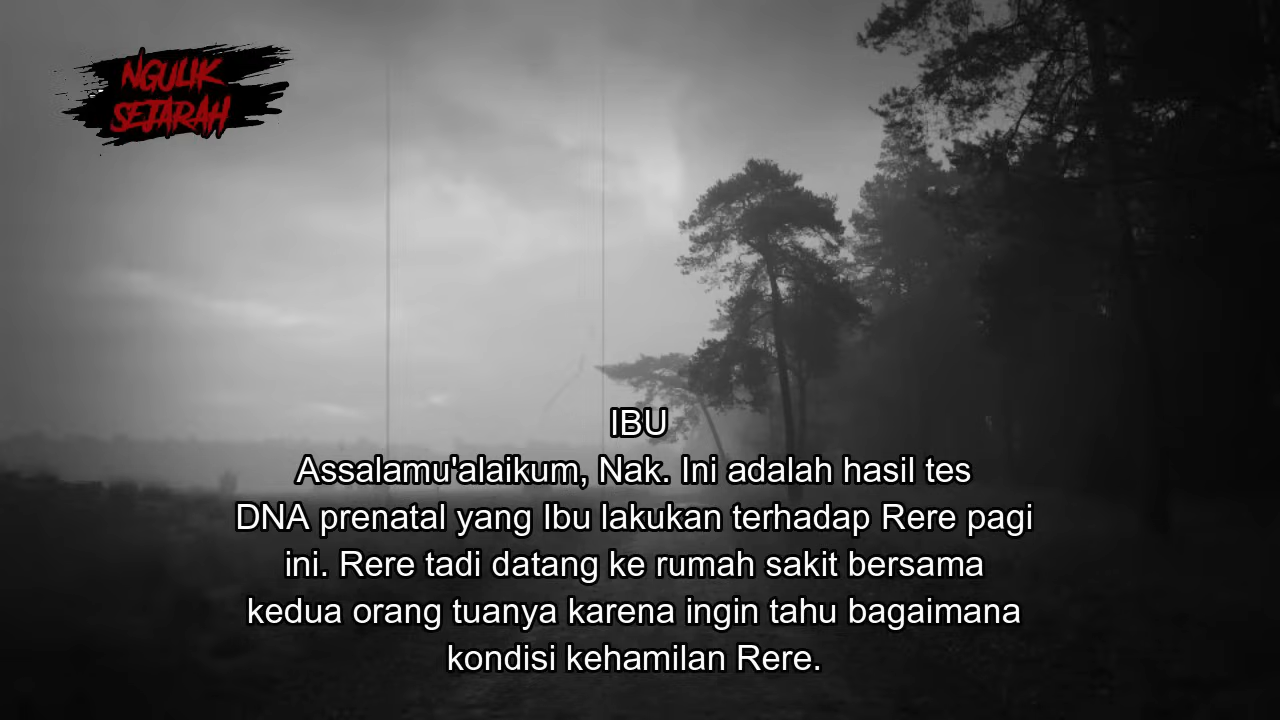 NGULIK
SEJARAH
IBU
Assalamu'alaikum, Nak. Ini adalah hasil tes
DNA prenatal yang Ibu lakukan terhadap Rere pagi
ini. Rere tadi datang ke rumah sakit bersama
kedua orang tuanya karena ingin tahu bagaimana
kondisi kehamilan Rere.